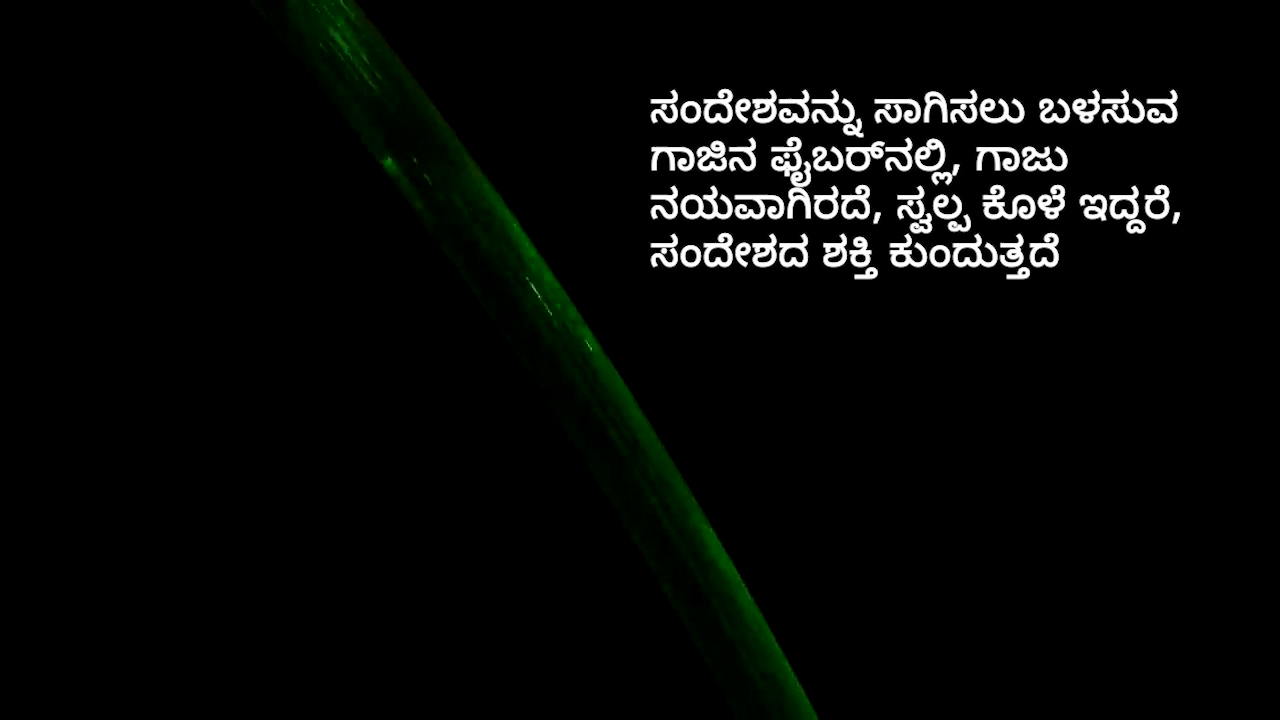 ಸಂದೇಶವನ್ನು ಸಾಗಿಸಲು ಬಳಸುವ
ಗಾಜಿನ ಫೈಬರ್‌ನಲ್ಲಿ, ಗಾಜು
ನಯವಾಗಿರದೆ, ಸ್ವಲ್ಪ ಕೊಳೆ ಇದ್ದರೆ,
ಸಂದೇಶದ ಶಕ್ತಿ ಕುಂದುತ್ತದೆ